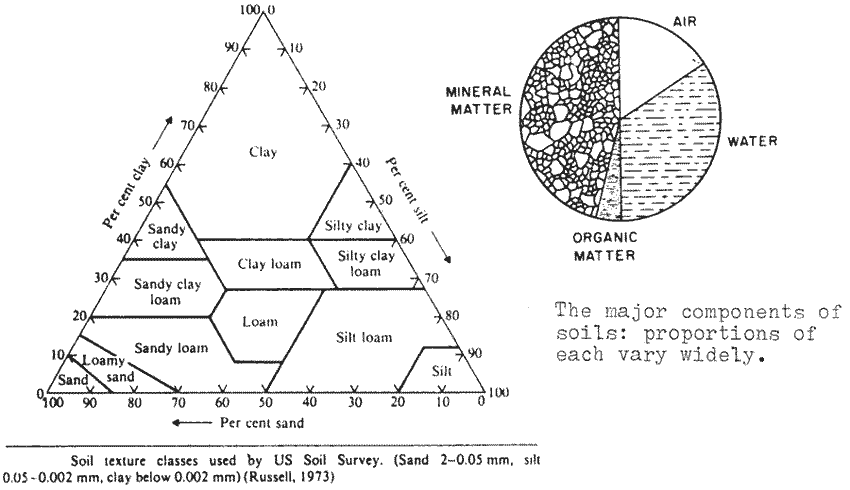 100 0
90 10
80 20
70 30
60 40
50 50
40 60
30 70
20 80
10 90
0 100
Per cent clay
Per cent silt
Clay
Sandy
clay
Silty clay
Clay loam
Silty clay
loam
Sandy clay
loam
Loam
Silt loam
Sandy loam
Loamy
sand
Sand
Silt
100 90 80 70 60 50 40 30 20 10 0
Per cent sand
Soil texture classes used by US Soil Survey. (Sand 2-0.05 mm, silt
0.05-0.002 mm, clay below 0.002 mm) (Russell, 1973)
AIR
MINERAL
MATTER
WATER
ORGANIC
MATTER
The major components of
soils: proportions of
each vary widely.